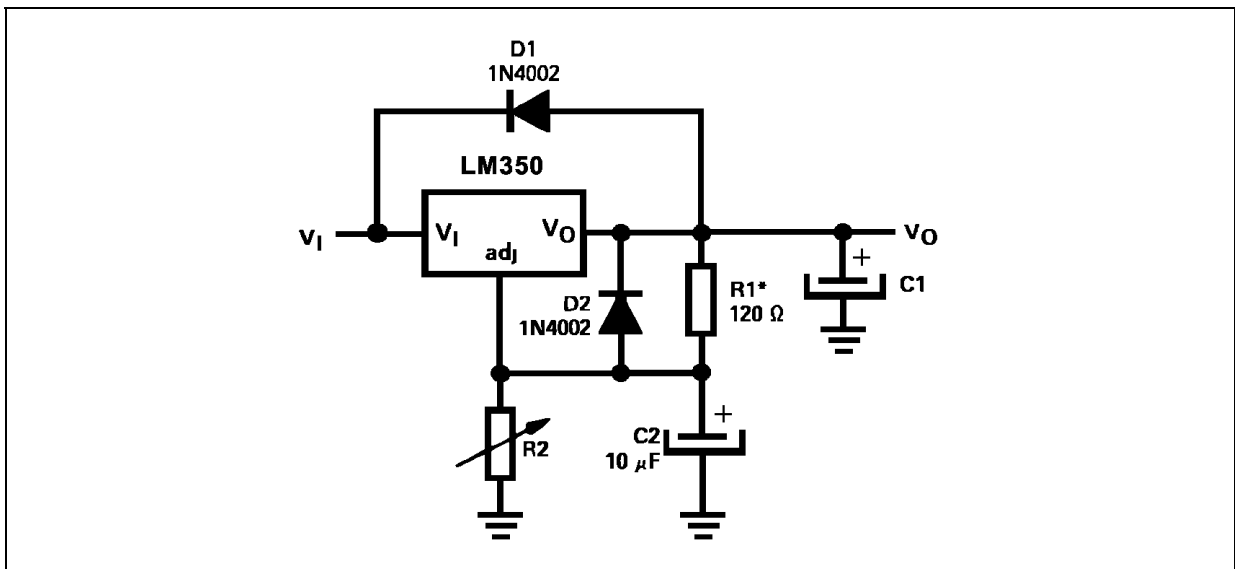 D1
1N4002
LM350
VI
VI
VO
adj
VO
+
C1
D2
1N4002
R1*
120 Ω
R2
+
C2
10 μF